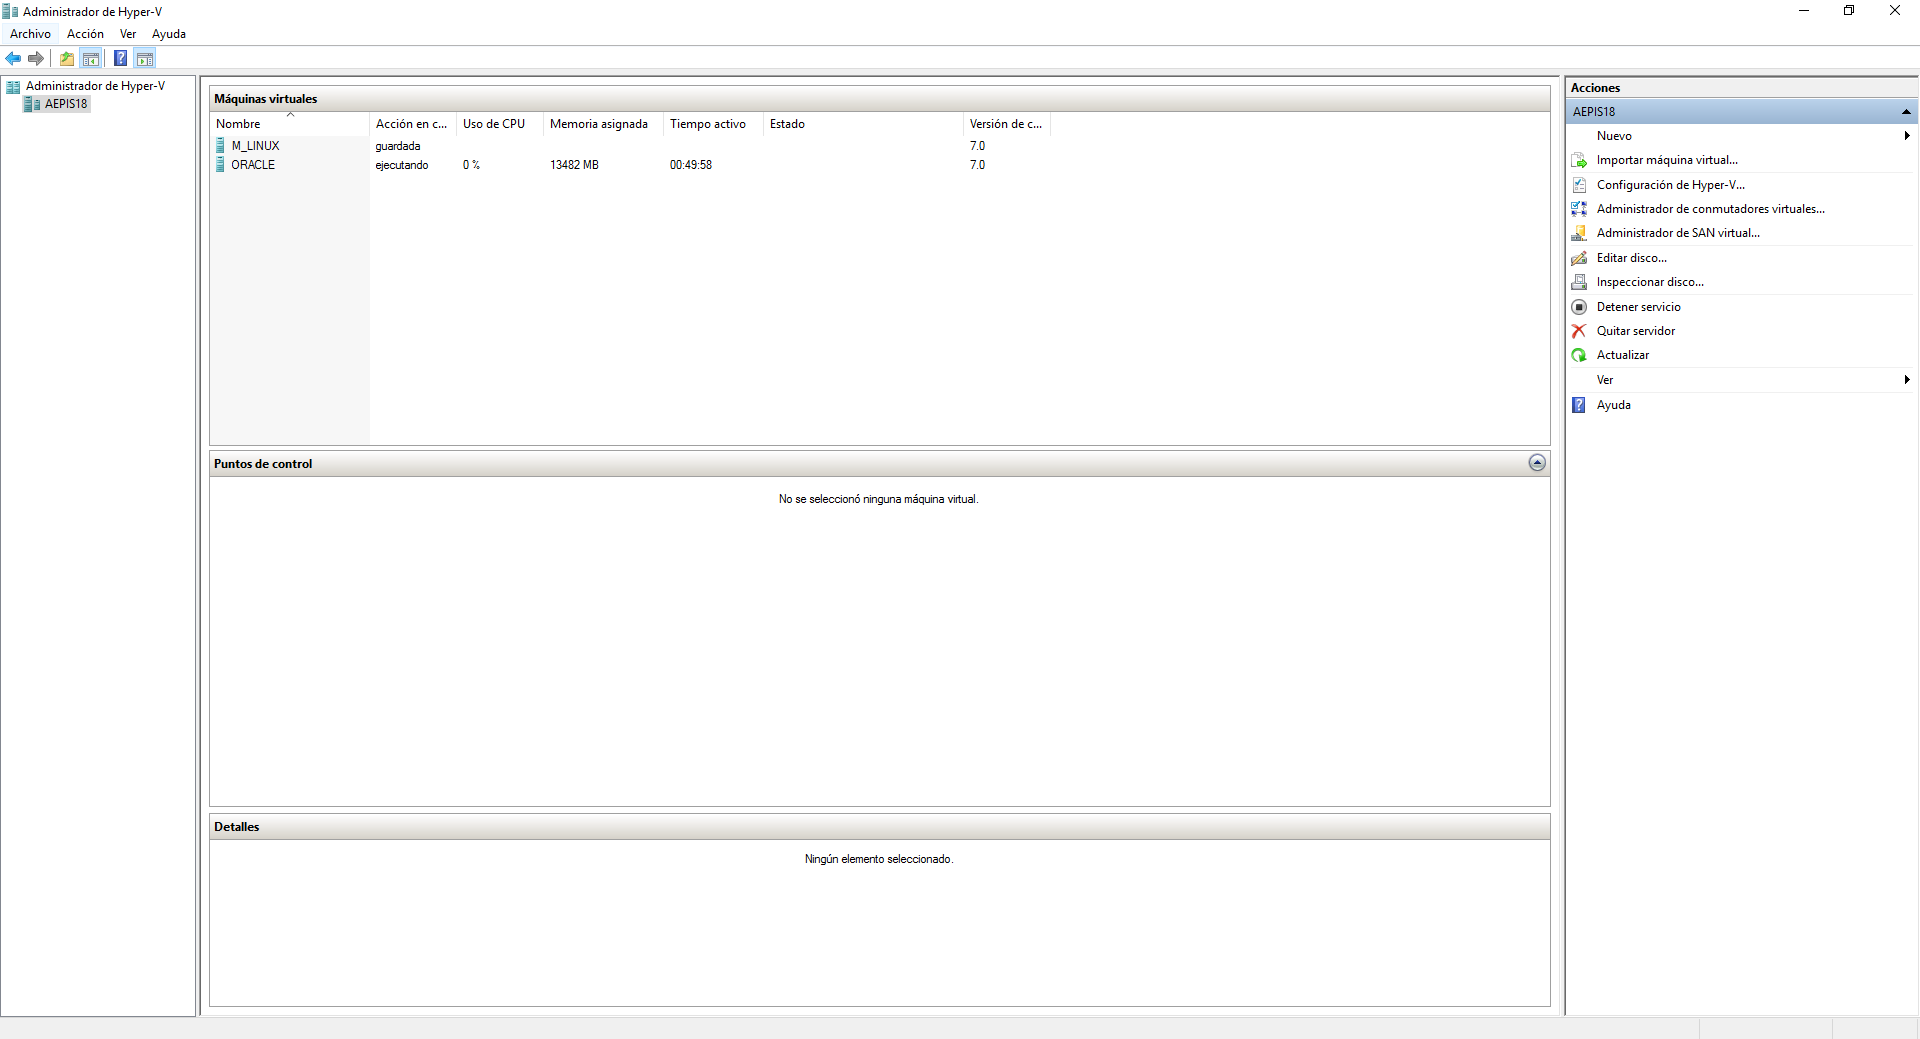 Administrador de Hyper-V
Archivo Acción Ver Ayuda
Administrador de Hyper-V
AEPIS18
Máquinas virtuales
Nombre Acción en c... Uso de CPU Memoria asignada Tiempo activo Estado Versión de c...
M_LINUX guardada 7.0
ORACLE ejecutando 0 % 13482 MB 00:49:58 7.0
Puntos de control
No se seleccionó ninguna máquina virtual.
Detalles
Ningún elemento seleccionado.
Acciones
AEPIS18
Nuevo
Importar máquina virtual...
Configuración de Hyper-V...
Administrador de conmutadores virtuales...
Administrador de SAN virtual...
Editar disco...
Inspeccionar disco...
Detener servicio
Quitar servidor
Actualizar
Ver
Ayuda